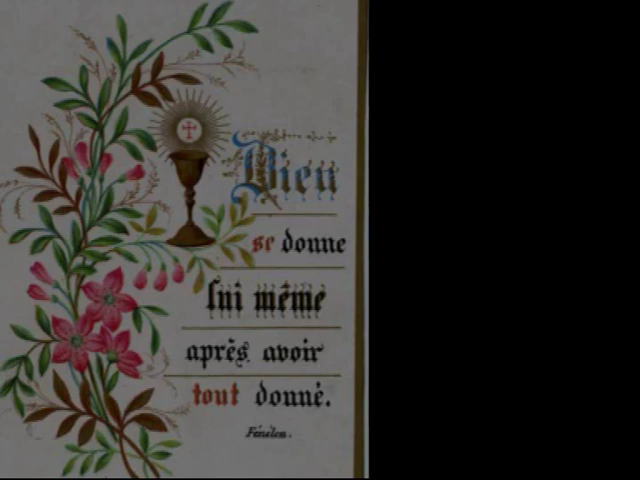 Dieu
se donne
lui même
après avoir
tout donné.
Fénelon.